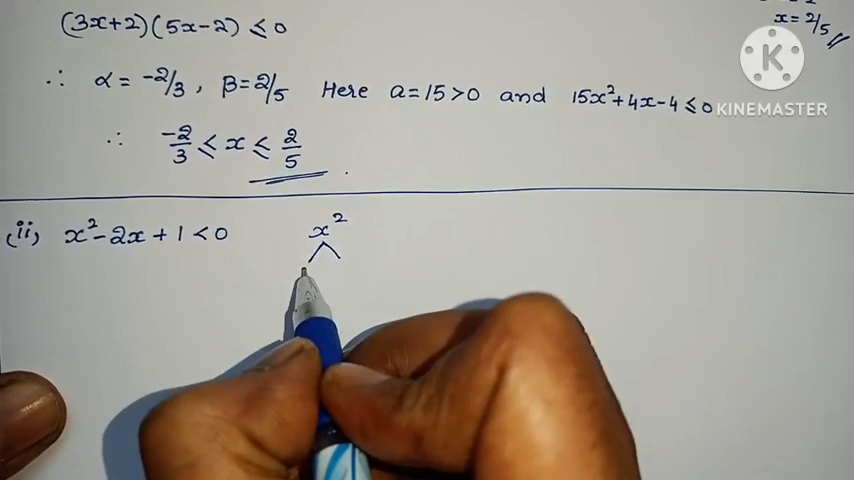 x = 2/5
(3x+2)(5x-2) ≤ 0
∴ α = -2/3, β = 2/5 Here a = 15 > 0 and 15x²+4x-4 ≤ 0
K
KINEMASTER
∴ -2/3 ≤ x ≤ 2/5 .
(ii) x²-2x+1 < 0 x²